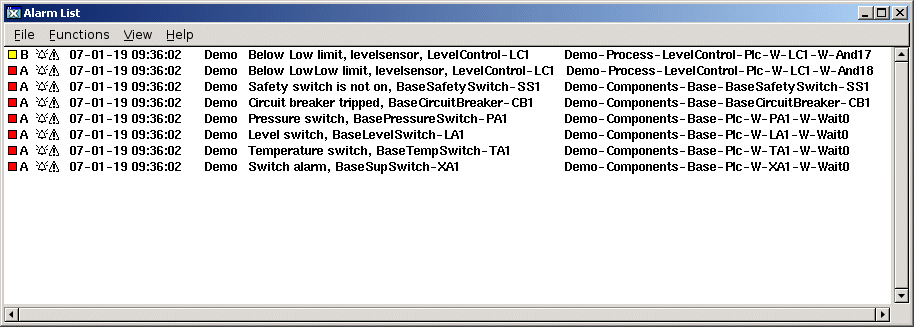 Alarm List
File Functions View Help
B 07-01-19 09:36:02 Demo Below Low limit, levelsensor, LevelControl-LC1 Demo-Process-LevelControl-Plc-W-LC1-W-And17
A 07-01-19 09:36:02 Demo Below LowLow limit, levelsensor, LevelControl-LC1 Demo-Process-LevelControl-Plc-W-LC1-W-And18
A 07-01-19 09:36:02 Demo Safety switch is not on, BaseSafetySwitch-SS1 Demo-Components-Base-BaseSafetySwitch-SS1
A 07-01-19 09:36:02 Demo Circuit breaker tripped, BaseCircuitBreaker-CB1 Demo-Components-Base-BaseCircuitBreaker-CB1
A 07-01-19 09:36:02 Demo Pressure switch, BasePressureSwitch-PA1 Demo-Components-Base-Plc-W-PA1-W-Wait0
A 07-01-19 09:36:02 Demo Level switch, BaseLevelSwitch-LA1 Demo-Components-Base-Plc-W-LA1-W-Wait0
A 07-01-19 09:36:02 Demo Temperature switch, BaseTempSwitch-TA1 Demo-Components-Base-Plc-W-TA1-W-Wait0
A 07-01-19 09:36:02 Demo Switch alarm, BaseSupSwitch-XA1 Demo-Components-Base-Plc-W-XA1-W-Wait0